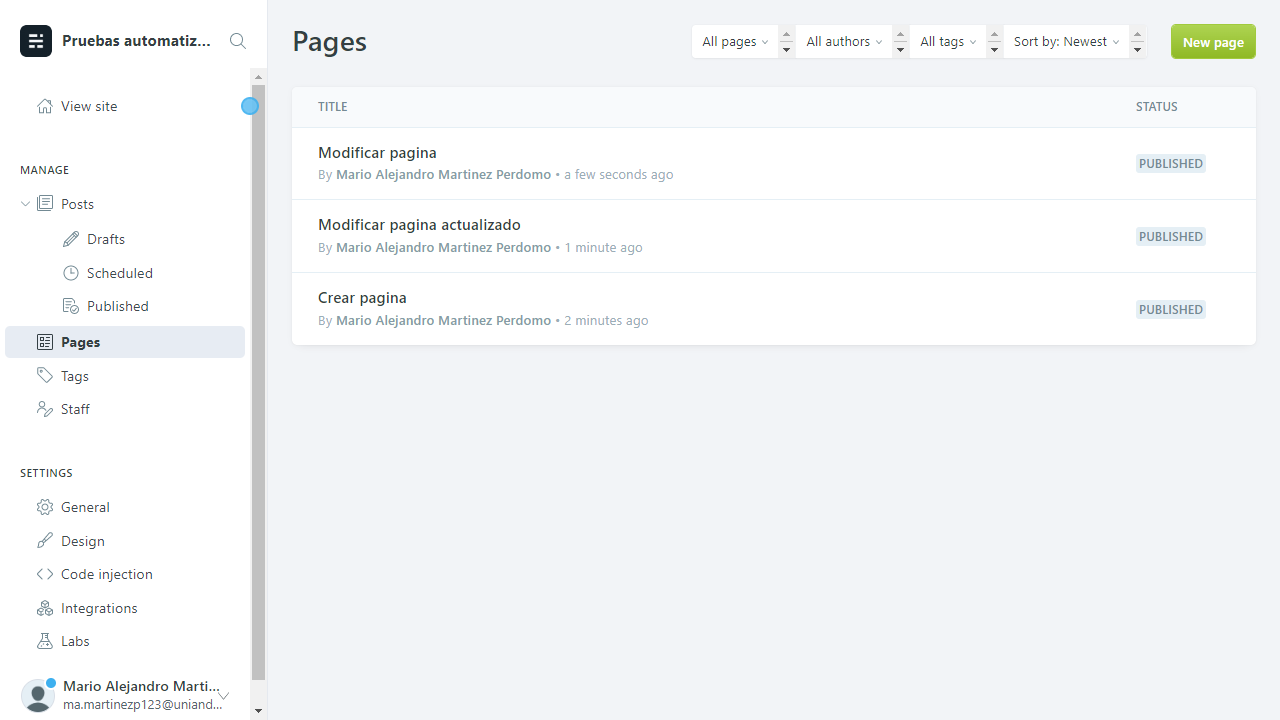 Pruebas automatiz...
View site
MANAGE
Posts
Drafts
Scheduled
Published
Pages
Tags
Staff
SETTINGS
General
Design
Code injection
Integrations
Labs
Mario Alejandro Marti...
ma.martinezp123@uniand...
Pages
All pages
All authors
All tags
Sort by: Newest
New page
TITLE
STATUS
Modificar pagina
By Mario Alejandro Martinez Perdomo • a few seconds ago
PUBLISHED
Modificar pagina actualizado
By Mario Alejandro Martinez Perdomo • 1 minute ago
PUBLISHED
Crear pagina
By Mario Alejandro Martinez Perdomo • 2 minutes ago
PUBLISHED